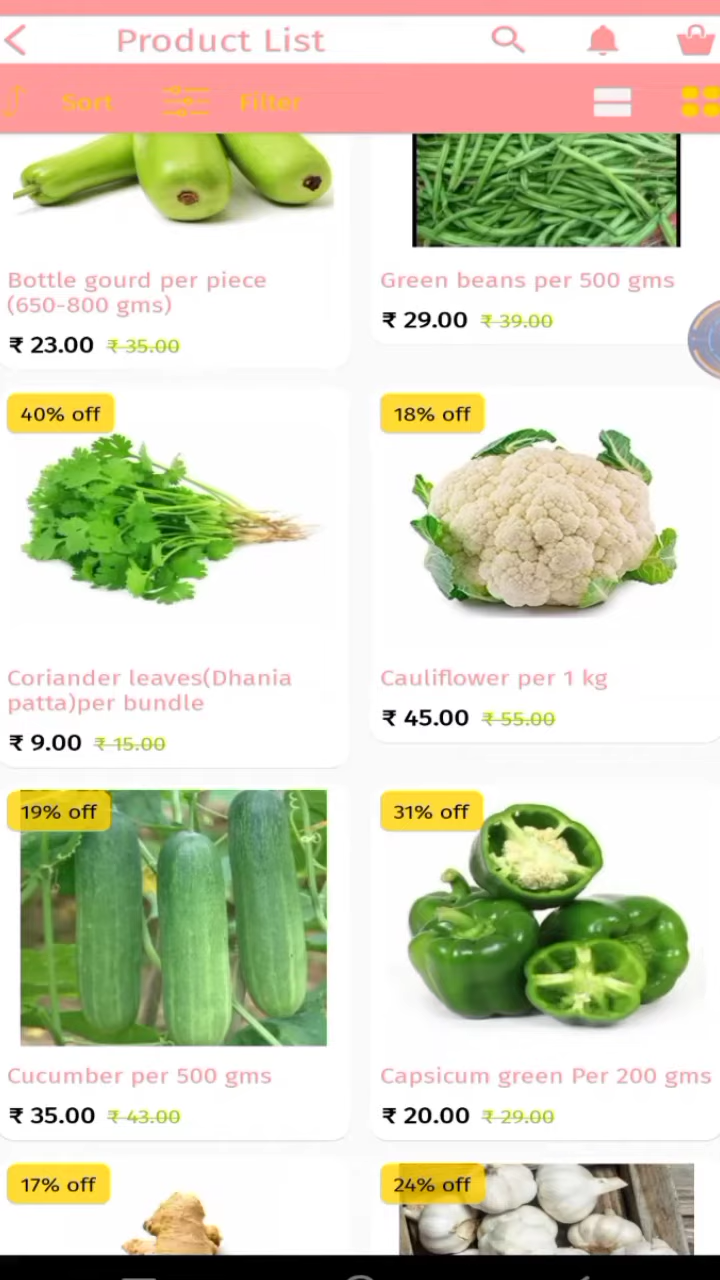 Product List
Sort Filter
Bottle gourd per piece
(650-800 gms)
₹ 23.00 ₹ 35.00
Green beans per 500 gms
₹ 29.00 ₹ 39.00
40% off
Coriander leaves(Dhania
patta)per bundle
₹ 9.00 ₹ 15.00
18% off
Cauliflower per 1 kg
₹ 45.00 ₹ 55.00
19% off
Cucumber per 500 gms
₹ 35.00 ₹ 43.00
31% off
Capsicum green Per 200 gms
₹ 20.00 ₹ 29.00
17% off
24% off